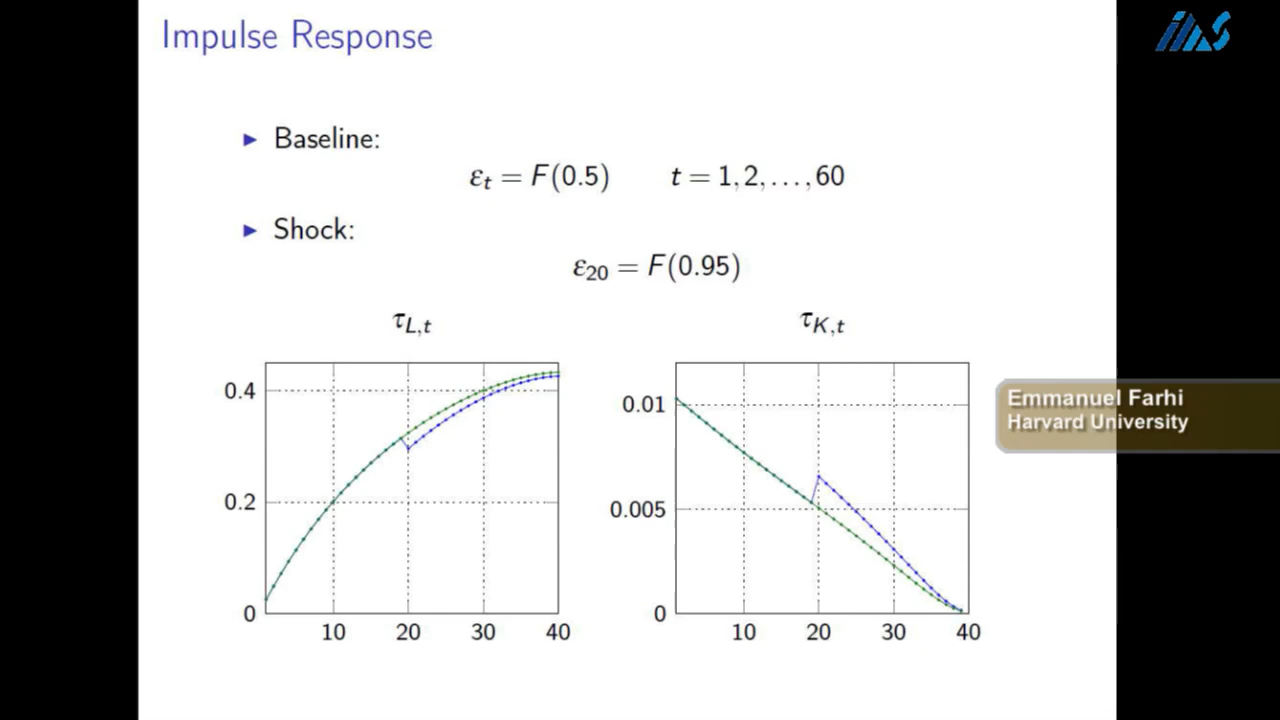 Impulse Response
IAS
▶ Baseline:
εt = F(0.5) t = 1, 2, ..., 60
▶ Shock:
ε20 = F(0.95)
τL,t
τK,t
0.4
0.2
0
10 20 30 40
0.01
0.005
0
10 20 30 40
Emmanuel Farhi
Harvard University